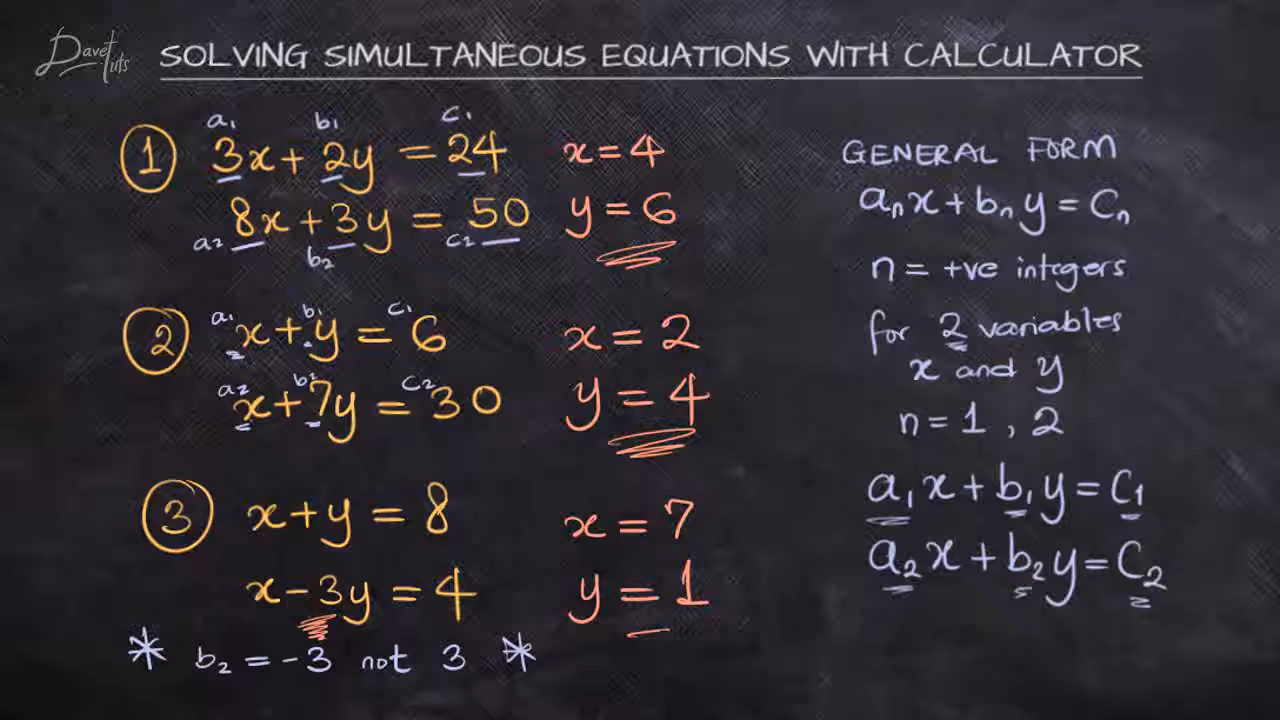 Dave Tuts
SOLVING SIMULTANEOUS EQUATIONS WITH CALCULATOR
a₁ b₁ c₁
① 3x + 2y = 24 x = 4
8x + 3y = 50 y = 6
a₂ b₂ c₂
a₁ b₁ c₁
② x + y = 6 x = 2
a₂ b₂ c₂
x + 7y = 30 y = 4
③ x + y = 8 x = 7
x - 3y = 4 y = 1
* b₂ = -3 not 3 *
GENERAL FORM
aₙx + bₙy = Cₙ
n = +ve integers
for 2 variables
x and y
n = 1 , 2
a₁x + b₁y = C₁
a₂x + b₂y = C₂